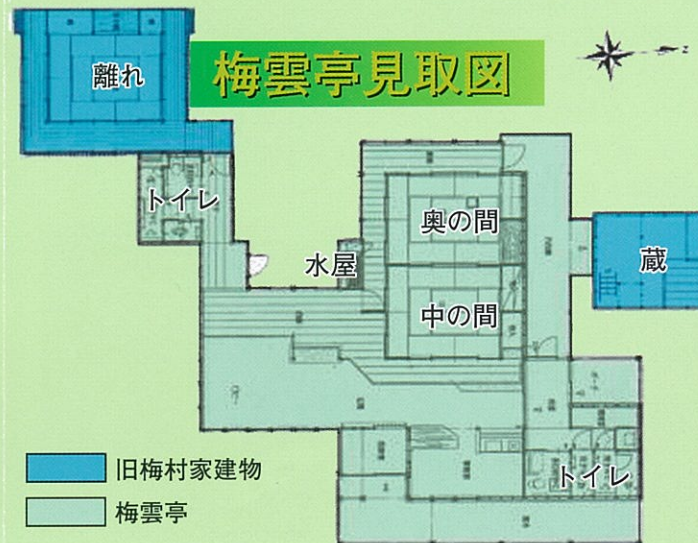 梅雲亭見取図
離れ
トイレ
水屋
奥の間
中の間
蔵
トイレ
旧梅村家建物
梅雲亭